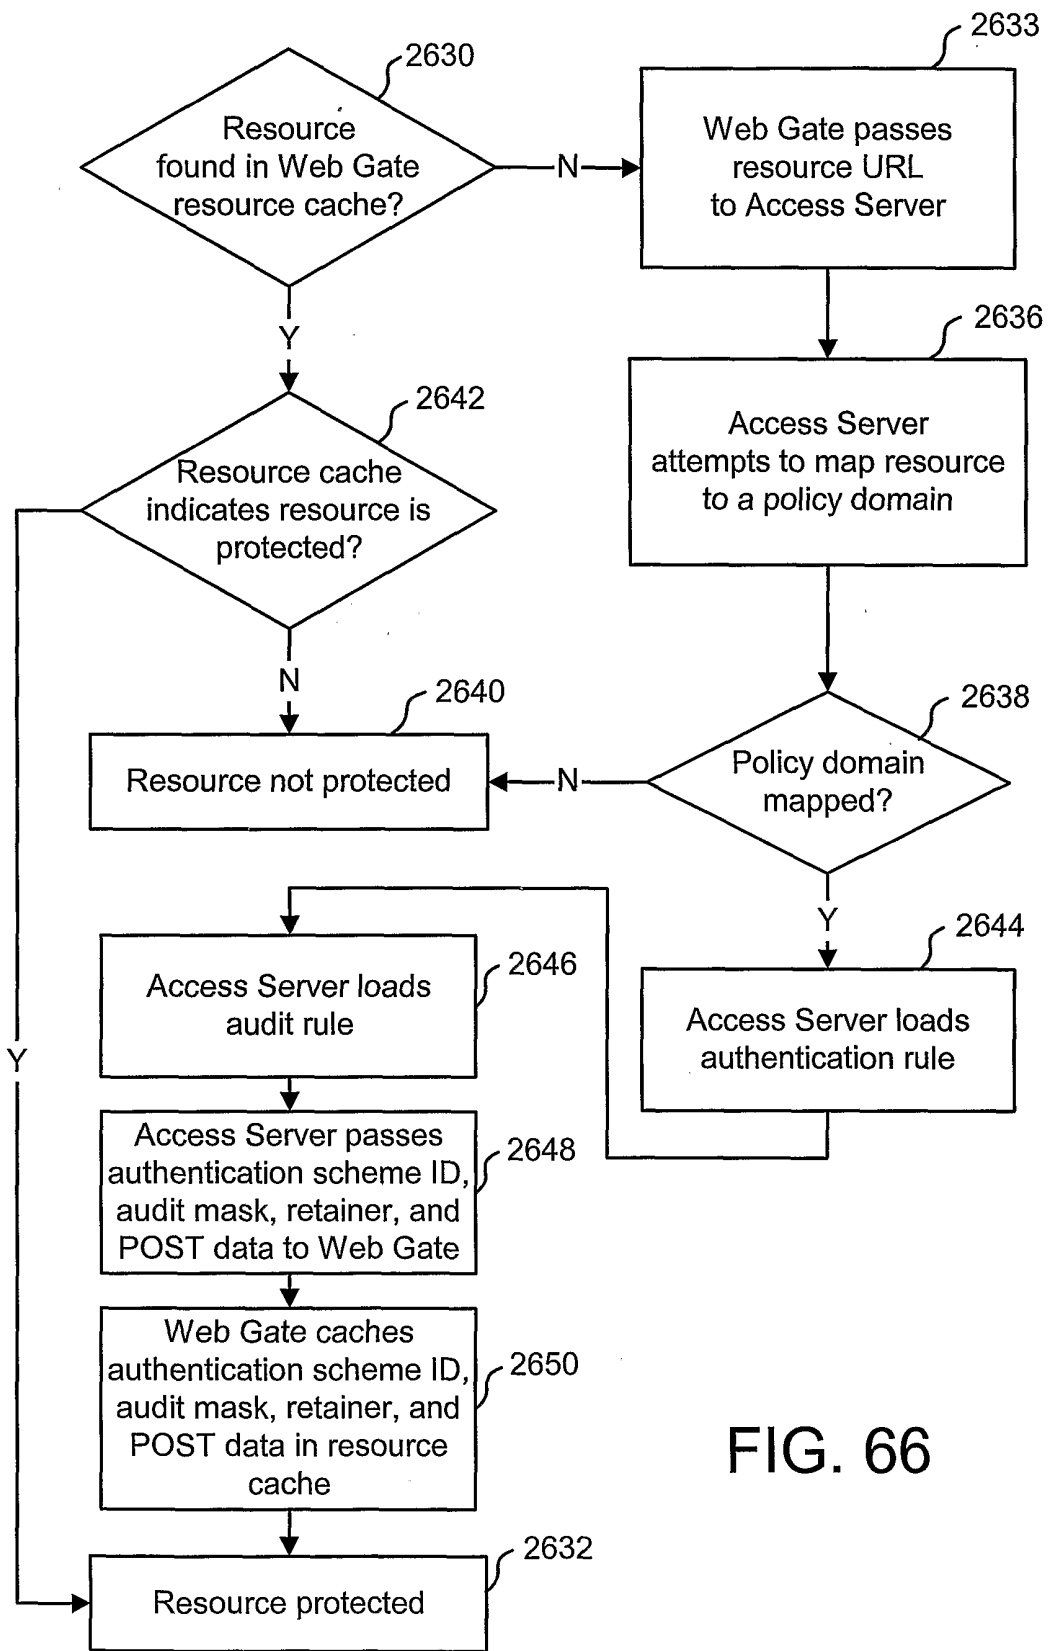 2630
Resource
found in Web Gate
resource cache?
N
2633
Web Gate passes
resource URL
to Access Server
Y
2636
Access Server
attempts to map resource
to a policy domain
2642
Resource cache
indicates resource is
protected?
N
2640
Resource not protected
N
2638
Policy domain
mapped?
Y
2644
Access Server loads
authentication rule
2646
Access Server loads
audit rule
Y
2648
Access Server passes
authentication scheme ID,
audit mask, retainer, and
POST data to Web Gate
2650
Web Gate caches
authentication scheme ID,
audit mask, retainer, and
POST data in resource
cache
FIG. 66
2632
Resource protected